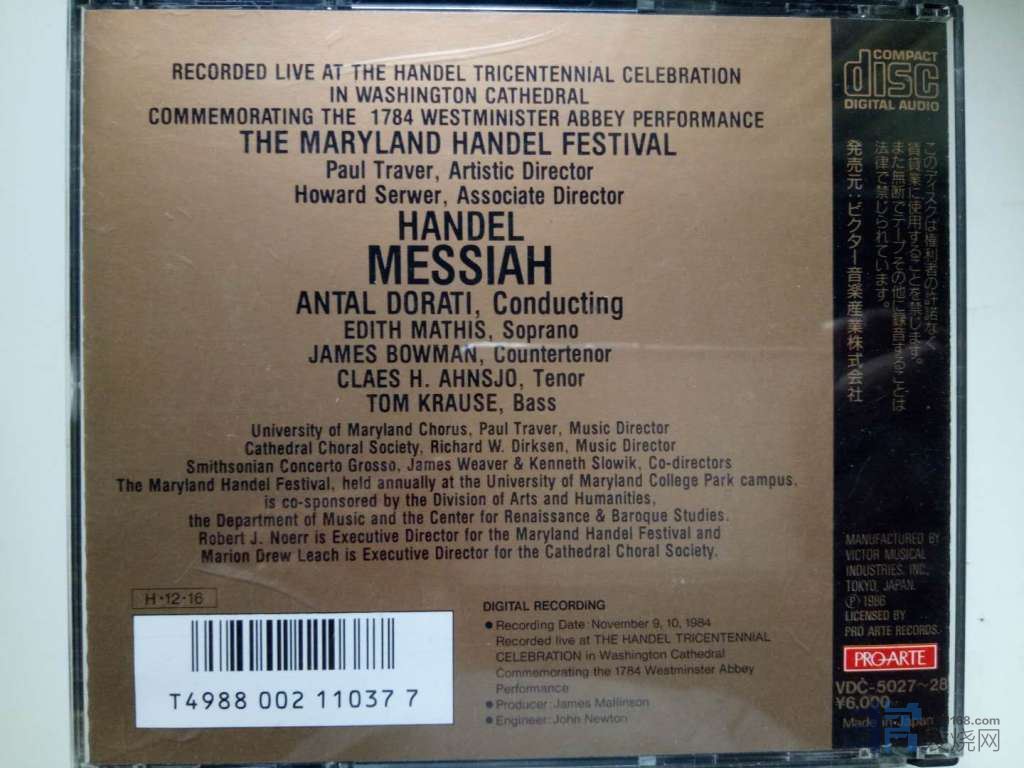 RECORDED LIVE AT THE HANDEL TRICENTENNIAL CELEBRATION
IN WASHINGTON CATHEDRAL
COMMEMORATING THE 1784 WESTMINISTER ABBEY PERFORMANCE
THE MARYLAND HANDEL FESTIVAL
Paul Traver, Artistic Director
Howard Serwer, Associate Director
HANDEL
MESSIAH
ANTAL DORATI, Conducting
EDITH MATHIS, Soprano
JAMES BOWMAN, Countertenor
CLAES H. AHNSJO, Tenor
TOM KRAUSE, Bass
University of Maryland Chorus, Paul Traver, Music Director
Cathedral Choral Society, Richard W. Dirksen, Music Director
Smithsonian Concerto Grosso, James Weaver & Kenneth Slowik, Co-directors
The Maryland Handel Festival, held annually at the University of Maryland College Park campus.
is co-sponsored by the Division of Arts and Humanities,
the Department of Music and the Center for Renaissance & Baroque Studies.
Robert J. Noerr is Executive Director for the Maryland Handel Festival and
Marion Drew Leach is Executive Director for the Cathedral Choral Society.
H・12・16
T4988 002 11037 7
DIGITAL RECORDING
● Recording Date: November 9, 10, 1984
Recorded live at THE HANDEL TRICENTENNIAL
CELEBRATION in Washington Cathedral
Commemorating the 1784 Westminster Abbey
Performance
● Producer: James Mallinson
● Engineer: John Newton
COMPACT
disc
DIGITAL AUDIO
このディスクは権利者の許諾なく
賃貸業に使用することを禁じます。
また無断でテープその他に録音することは
法律で禁じられています。
発売元:ビクター音楽産業株式会社
MANUFACTURED BY
VICTOR MUSICAL
INDUSTRIES, INC.,
TOKYO, JAPAN.
Ⓟ1986
LICENSED BY
PRO ARTE RECORDS.
PRO-ARTE
VDC-5027~28
¥6,000
Made in Japan
168.com
烧网